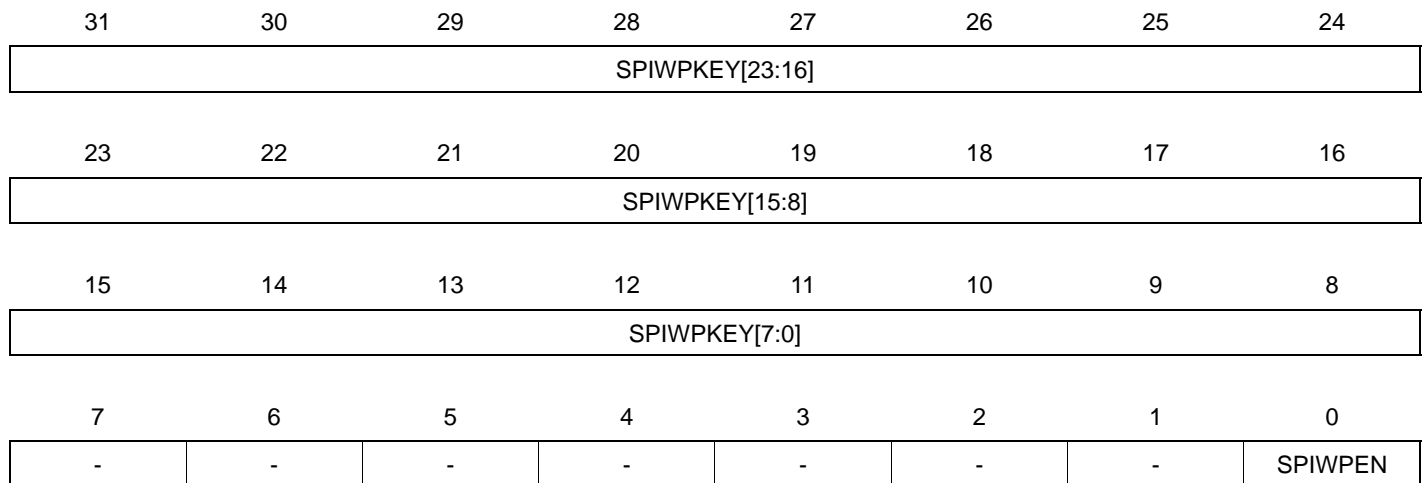 31 30 29 28 27 26 25 24
SPIWPKEY[23:16]
23 22 21 20 19 18 17 16
SPIWPKEY[15:8]
15 14 13 12 11 10 9 8
SPIWPKEY[7:0]
7 6 5 4 3 2 1 0
- - - - - - - SPIWPEN